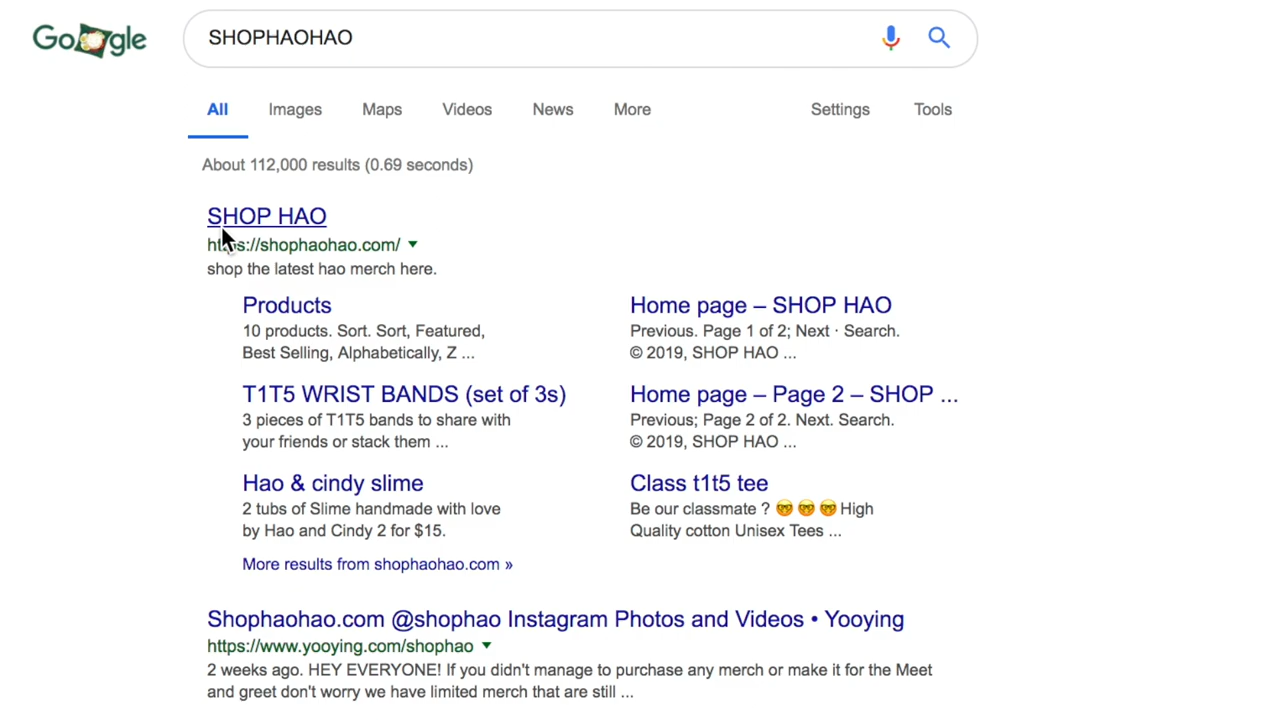 Google
SHOPHAOHAO
All Images Maps Videos News More Settings Tools
About 112,000 results (0.69 seconds)
SHOP HAO
https://shophaohao.com/
shop the latest hao merch here.
Products
10 products. Sort. Sort, Featured,
Best Selling, Alphabetically, Z ...
Home page – SHOP HAO
Previous. Page 1 of 2; Next · Search.
© 2019, SHOP HAO ...
T1T5 WRIST BANDS (set of 3s)
3 pieces of T1T5 bands to share with
your friends or stack them ...
Home page – Page 2 – SHOP ...
Previous; Page 2 of 2. Next. Search.
© 2019, SHOP HAO ...
Hao & cindy slime
2 tubs of Slime handmade with love
by Hao and Cindy 2 for $15.
Class t1t5 tee
Be our classmate ? 🤓 🤓 🤓 High
Quality cotton Unisex Tees ...
More results from shophaohao.com »
Shophaohao.com @shophao Instagram Photos and Videos • Yooying
https://www.yooying.com/shophao
2 weeks ago. HEY EVERYONE! If you didn't manage to purchase any merch or make it for the Meet
and greet don't worry we have limited merch that are still ...